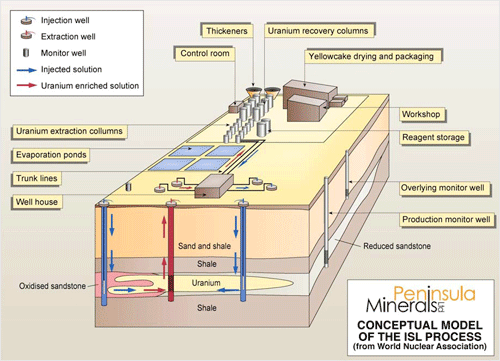 Injection well
Extraction well
Monitor well
Injected solution
Uranium enriched solution
Thickeners
Uranium recovery columns
Control room
Yellowcake drying and packaging
Workshop
Reagent storage
Uranium extraction collumns
Evaporation ponds
Trunk lines
Well house
Overlying monitor well
Production monitor well
Reduced sandstone
Sand and shale
Shale
Oxidised sandstone
Uranium
Shale
Peninsula
Minerals
CONCEPTUAL MODEL
OF THE ISL PROCESS
(from World Nuclear Association)